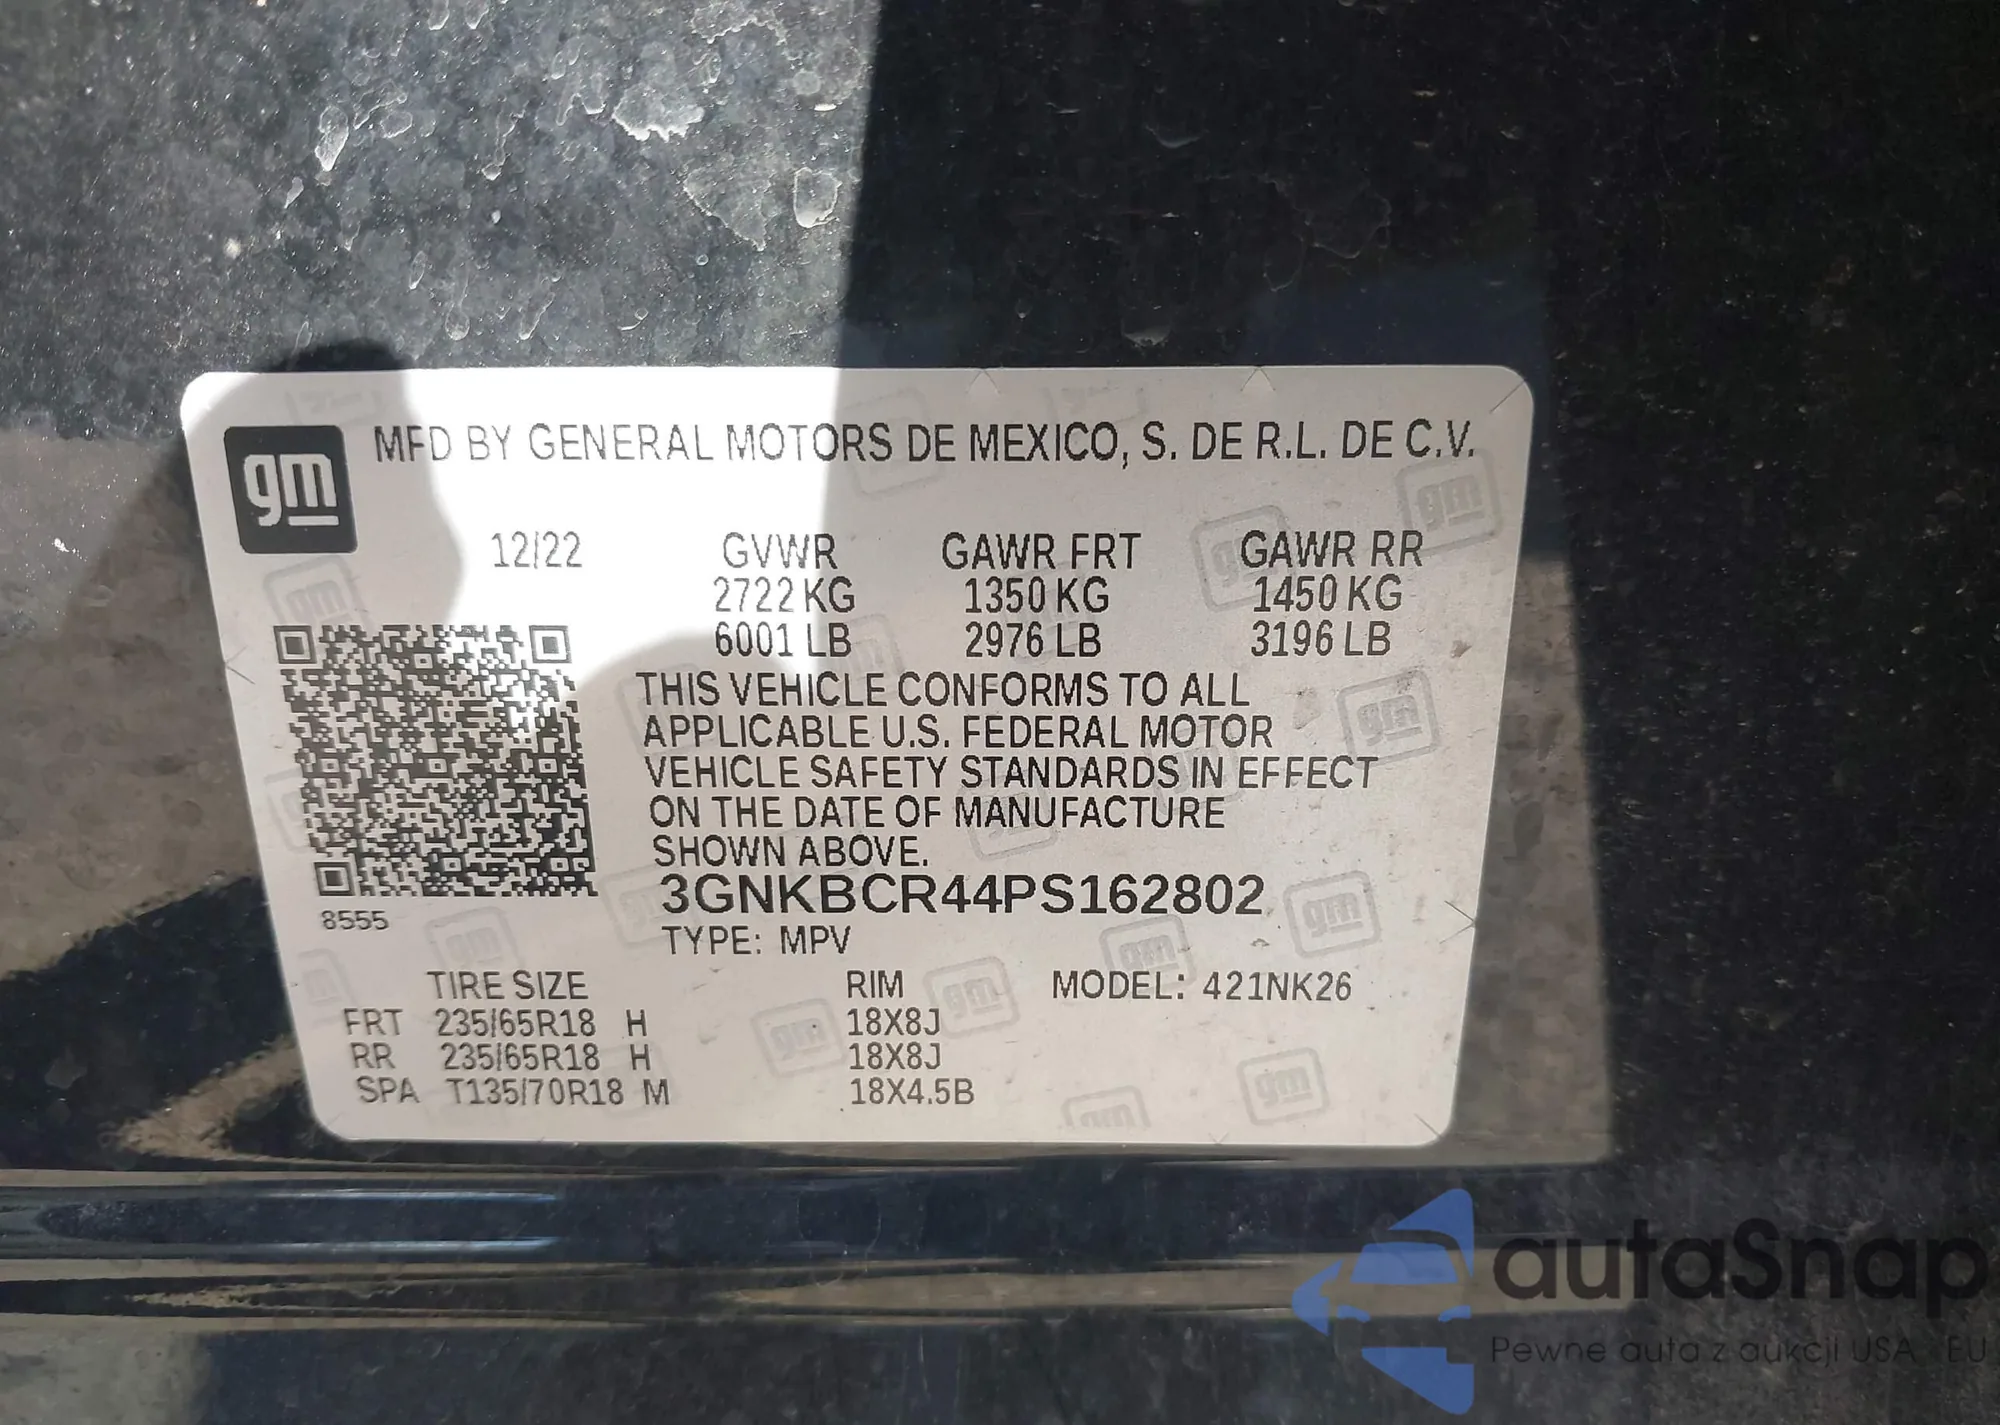 gm MFD BY GENERAL MOTORS DE MEXICO, S. DE R.L. DE C.V.
12/22 GVWR GAWR FRT GAWR RR
2722 KG 1350 KG 1450 KG
6001 LB 2976 LB 3196 LB
THIS VEHICLE CONFORMS TO ALL
APPLICABLE U.S. FEDERAL MOTOR
VEHICLE SAFETY STANDARDS IN EFFECT
ON THE DATE OF MANUFACTURE
SHOWN ABOVE.
3GNKBCR44PS162802
8555
TYPE: MPV
TIRE SIZE RIM MODEL: 421NK26
FRT 235/65R18 H 18X8J
RR 235/65R18 H 18X8J
SPA T135/70R18 M 18X4.5B
autaSnap
Pewne auta z aukcji USA EU